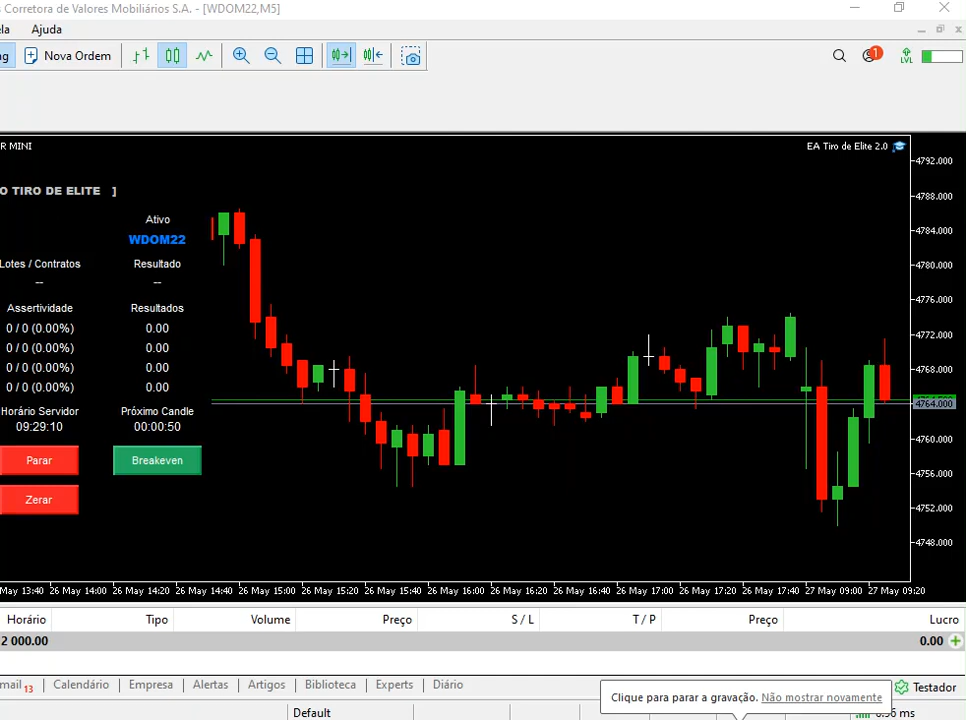 s Corretora de Valores Mobiliários S.A. - [WDOM22,M5]
ela Ajuda
ng Nova Ordem 1 LVL
R MINI EA Tiro de Elite 2.0
O TIRO DE ELITE ]
Ativo
WDOM22
Lotes / Contratos Resultado
-- --
Assertividade Resultados
0 / 0 (0.00%) 0.00
0 / 0 (0.00%) 0.00
0 / 0 (0.00%) 0.00
0 / 0 (0.00%) 0.00
Horário Servidor Próximo Candle
09:29:10 00:00:50
Parar Breakeven
Zerar
4792.000
4788.000
4784.000
4780.000
4776.000
4772.000
4768.000
4764.000
4760.000
4756.000
4752.000
4748.000
May 13:40 26 May 14:00 26 May 14:20 26 May 14:40 26 May 15:00 26 May 15:20 26 May 15:40 26 May 16:00 26 May 16:20 26 May 16:40 26 May 17:00 26 May 17:20 26 May 17:40 27 May 09:00 27 May 09:20
Horário Tipo Volume Preço S / L T / P Preço Lucro
2 000.00 0.00
mail 13 Calendário Empresa Alertas Artigos Biblioteca Experts Diário Testador
Clique para parar a gravação. Não mostrar novamente
Default ms